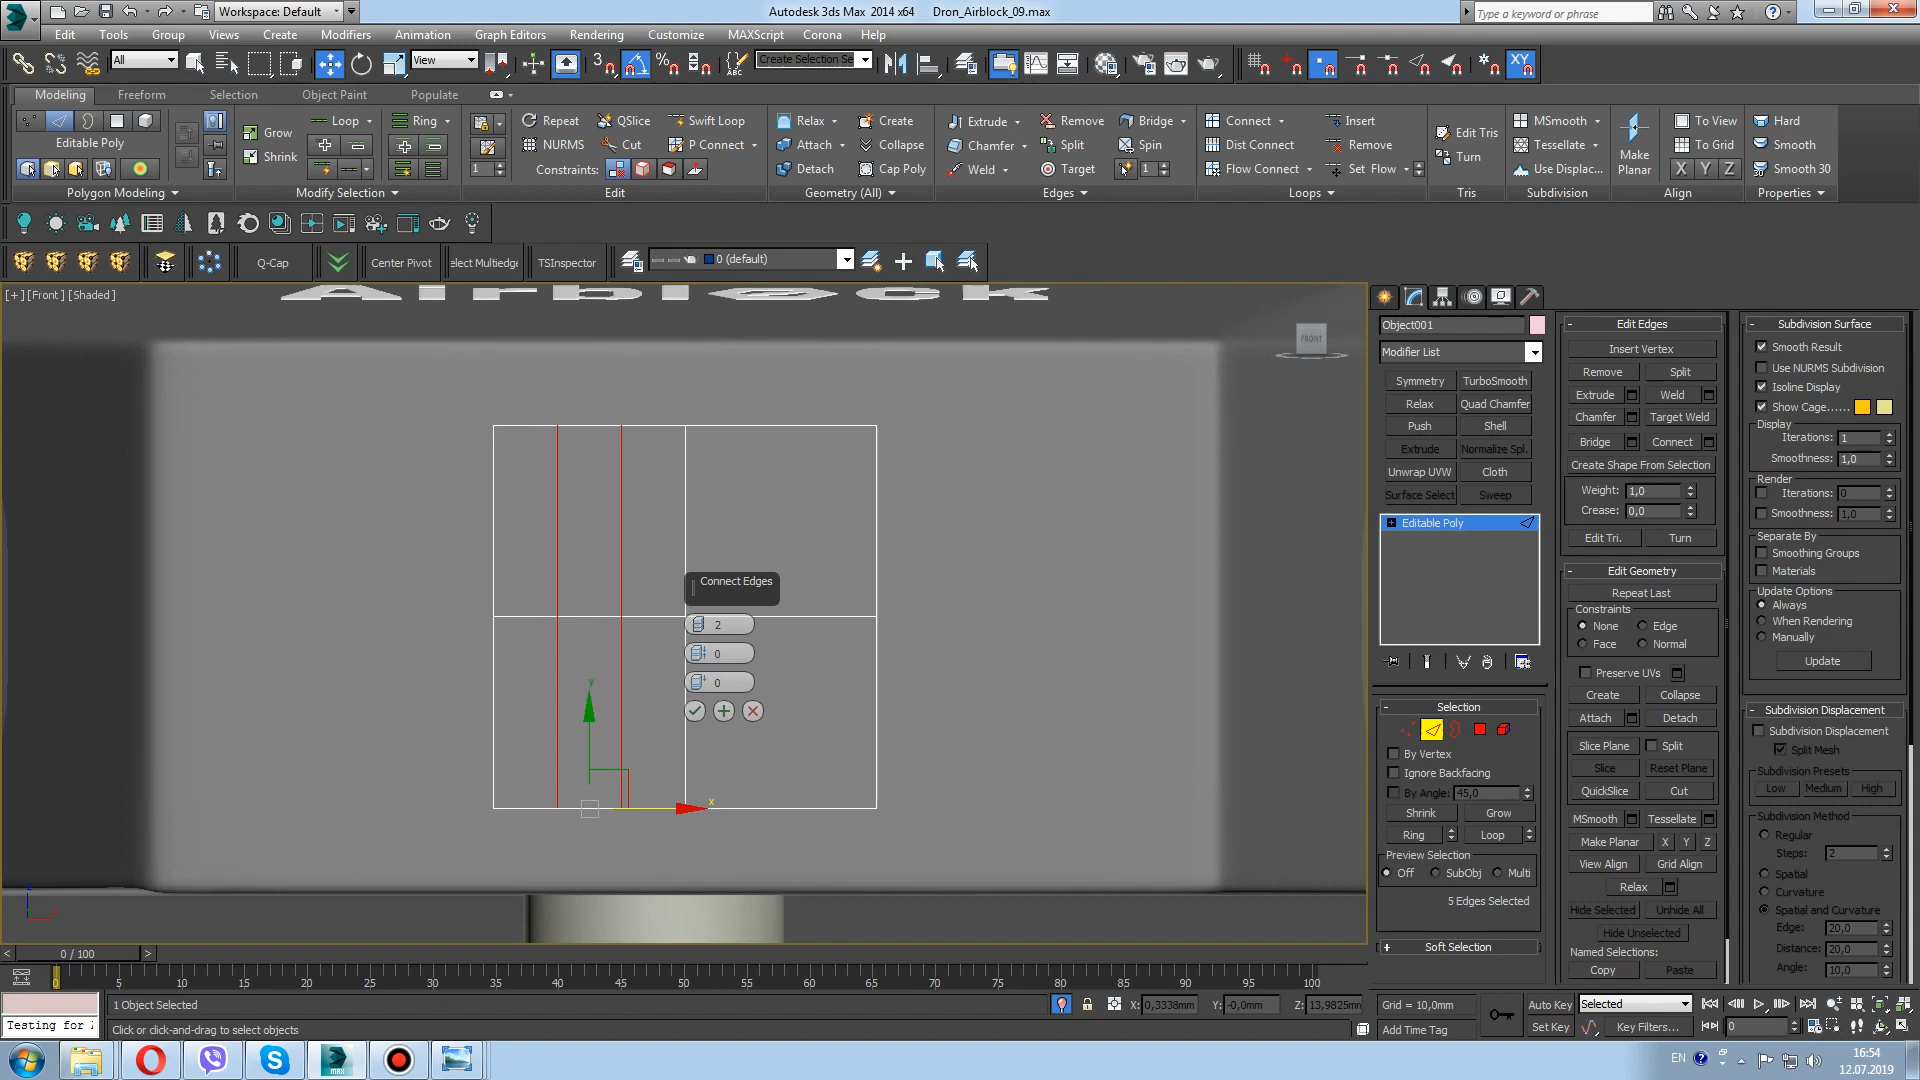 Workspace: Default
Autodesk 3ds Max 2014 x64 Dron_Airblock_09.max
Type a keyword or phrase
Edit Tools Group Views Create Modifiers Animation Graph Editors Rendering Customize MAXScript Corona Help
All View Create Selection Se XY
Modeling Freeform Selection Object Paint Populate
Loop Ring Repeat QSlice Swift Loop Relax Create Extrude Remove Bridge Connect Insert MSmooth To View Hard
Editable Poly Grow NURMS Cut P Connect Attach Collapse Chamfer Split Spin Dist Connect Remove Edit Tris Tessellate Make Planar To Grid Smooth
Shrink 1 Constraints: Detach Cap Poly Weld Target 1 Flow Connect Set Flow Turn Use Displac... X Y Z Smooth 30
Polygon Modeling Modify Selection Edit Geometry (All) Edges Loops Tris Subdivision Align Properties
Q-Cap Center Pivot elect Multiedge TSInspector 0 (default)
[+] [Front] [Shaded]
Airblock
FRONT
Connect Edges
2
0
0
y
x
Object001
Modifier List
Symmetry TurboSmooth
Relax Quad Chamfer
Push Shell
Extrude Normalize Spl.
Unwrap UVW Cloth
Surface Select Sweep
Editable Poly
Selection
By Vertex
Ignore Backfacing
By Angle: 45,0
Shrink Grow
Ring Loop
Preview Selection
Off SubObj Multi
5 Edges Selected
Soft Selection
Edit Edges
Insert Vertex
Remove Split
Extrude Weld
Chamfer Target Weld
Bridge Connect
Create Shape From Selection
Weight: 1,0
Crease: 0,0
Edit Tri. Turn
Edit Geometry
Repeat Last
Constraints
None Edge
Face Normal
Preserve UVs
Create Collapse
Attach Detach
Slice Plane Split
Slice Reset Plane
QuickSlice Cut
MSmooth Tessellate
Make Planar X Y Z
View Align Grid Align
Relax
Hide Selected Unhide All
Hide Unselected
Named Selections:
Copy Paste
Subdivision Surface
Smooth Result
Use NURMS Subdivision
Isoline Display
Show Cage......
Display
Iterations: 1
Smoothness: 1,0
Render
Iterations: 0
Smoothness: 1,0
Separate By
Smoothing Groups
Materials
Update Options
Always
When Rendering
Manually
Update
Subdivision Displacement
Subdivision Displacement
Split Mesh
Subdivision Presets
Low Medium High
Subdivision Method
Regular
Steps: 2
Spatial
Curvature
Spatial and Curvature
Edge: 20,0
Distance: 20,0
Angle: 10,0
< 0 / 100 >
0 5 10 15 20 25 30 35 40 45 50 55 60 65 70 75 80 85 90 95 100
1 Object Selected X: 0,3338mm Y: -0,0mm Z: 13,9825mm Grid = 10,0mm Auto Key Selected
Testing for Click or click-and-drag to select objects Add Time Tag Set Key Key Filters... 0
EN 16:54
12.07.2019